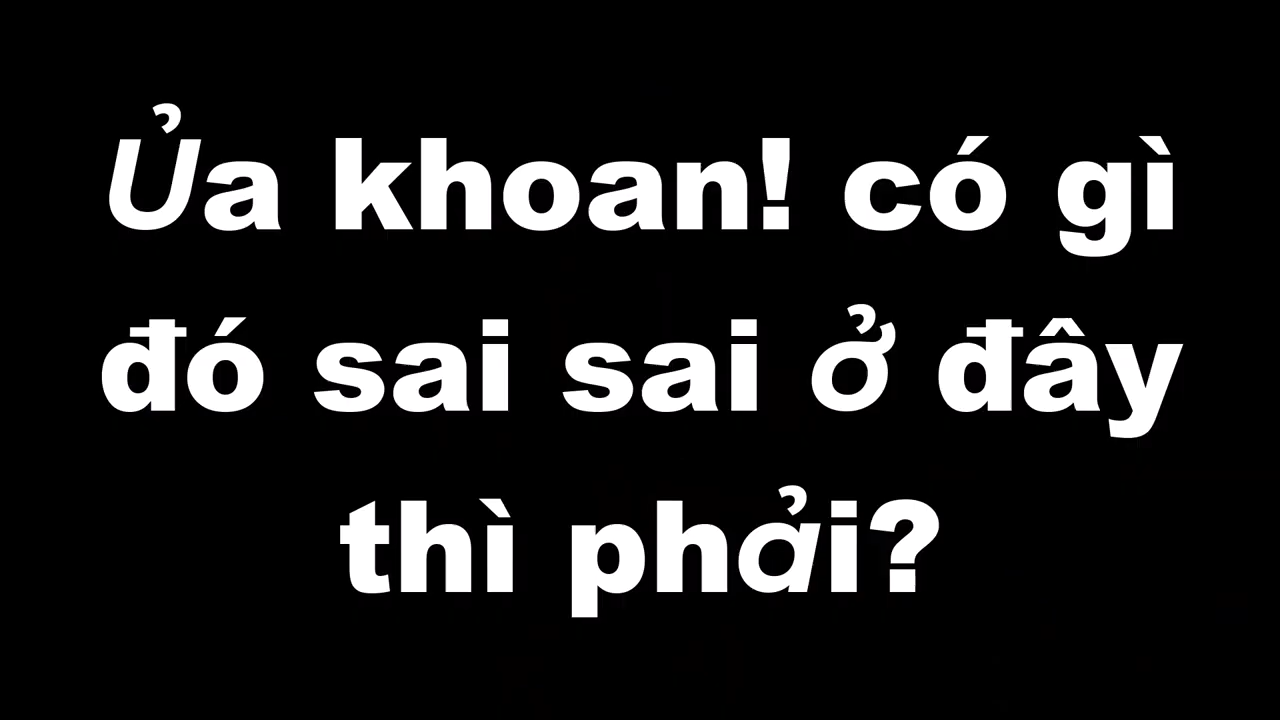 Ủa khoan! có gì
đó sai sai ở đây
thì phải?